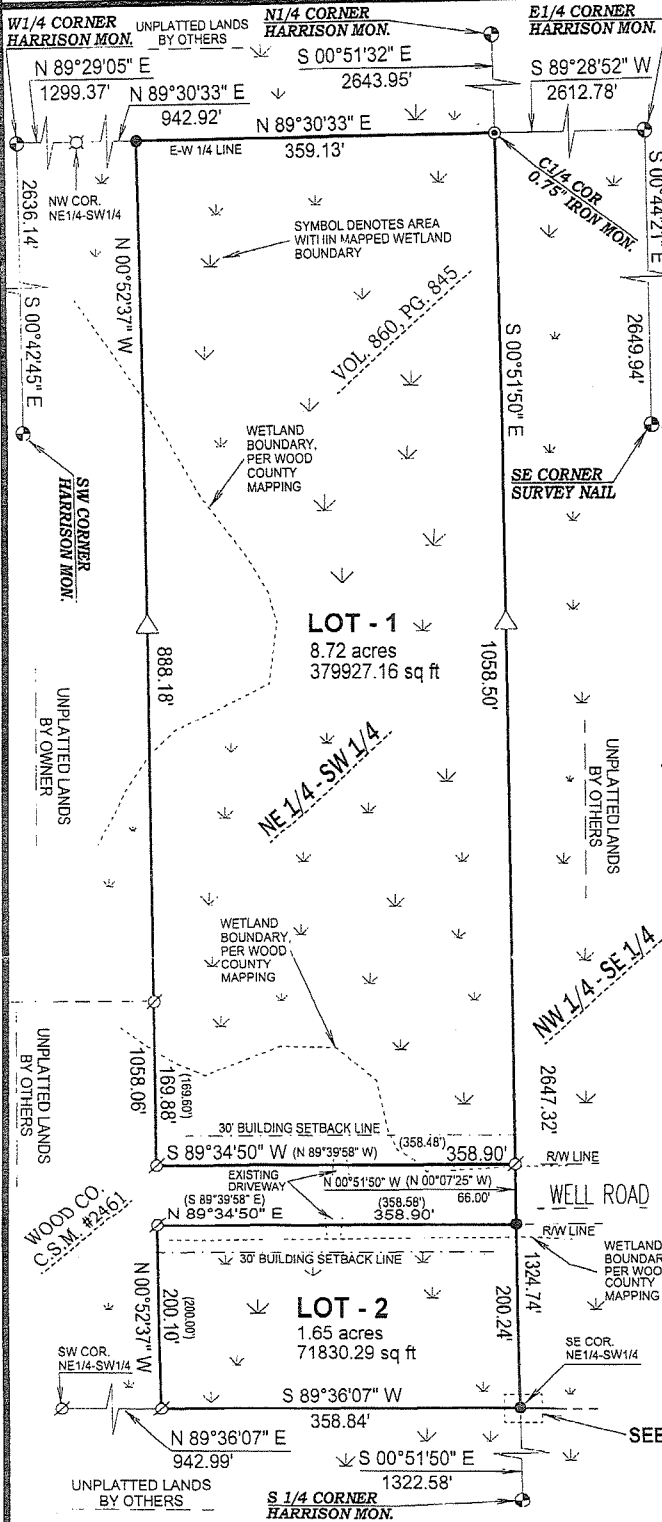 W1/4 CORNER
HARRISON MON.
UNPLATTED LANDS
BY OTHERS
N1/4 CORNER
HARRISON MON.
E1/4 CORNER
HARRISON MON.
N 89°29'05" E
1299.37'
N 89°30'33" E
942.92'
S 00°51'32" E
2643.95'
S 89°28'52" W
2612.78'
N 89°30'33" E
E-W 1/4 LINE
359.13'
C1/4 COR
0.75" IRON MON.
NW COR.
NE1/4-SW1/4
2636.14'
S 00°42'45" E
N 00°52'37" W
SYMBOL DENOTES AREA
WITHIN MAPPED WETLAND
BOUNDARY
VOL. 860, PG. 845
S 00°51'50" E
S 00°44'21" E
2649.94'
WETLAND
BOUNDARY,
PER WOOD
COUNTY
MAPPING
SW CORNER
HARRISON MON.
SE CORNER
SURVEY NAIL
LOT - 1
8.72 acres
379927.16 sq ft
888.18'
1058.50'
UNPLATTED LANDS
BY OWNER
NE 1/4 - SW 1/4
UNPLATTED LANDS
BY OTHERS
WETLAND
BOUNDARY,
PER WOOD
COUNTY
MAPPING
NW 1/4 - SE 1/4
UNPLATTED LANDS
BY OTHERS
1058.06'
169.88'
(169.60')
2647.32'
30' BUILDING SETBACK LINE
S 89°34'50" W (N 89°39'58" W)
(358.48')
358.90'
R/W LINE
EXISTING
DRIVEWAY
N 00°51'50" W (N 00°07'25" W)
66.00'
WELL ROAD
WOOD CO.
C.S.M. #2461
(S 89°39'58" E)
N 89°34'50" E
(358.58')
358.90'
R/W LINE
30' BUILDING SETBACK LINE
WETLAND
BOUNDAR
PER WOO
COUNTY
MAPPING
N 00°52'37" W
200.10'
(200.00')
LOT - 2
1.65 acres
71830.29 sq ft
200.24'
1324.74'
SW COR.
NE1/4-SW1/4
SE COR.
NE1/4-SW1/4
S 89°36'07" W
358.84'
SEE
N 89°36'07" E
942.99'
S 00°51'50" E
1322.58'
UNPLATTED LANDS
BY OTHERS
S 1/4 CORNER
HARRISON MON.